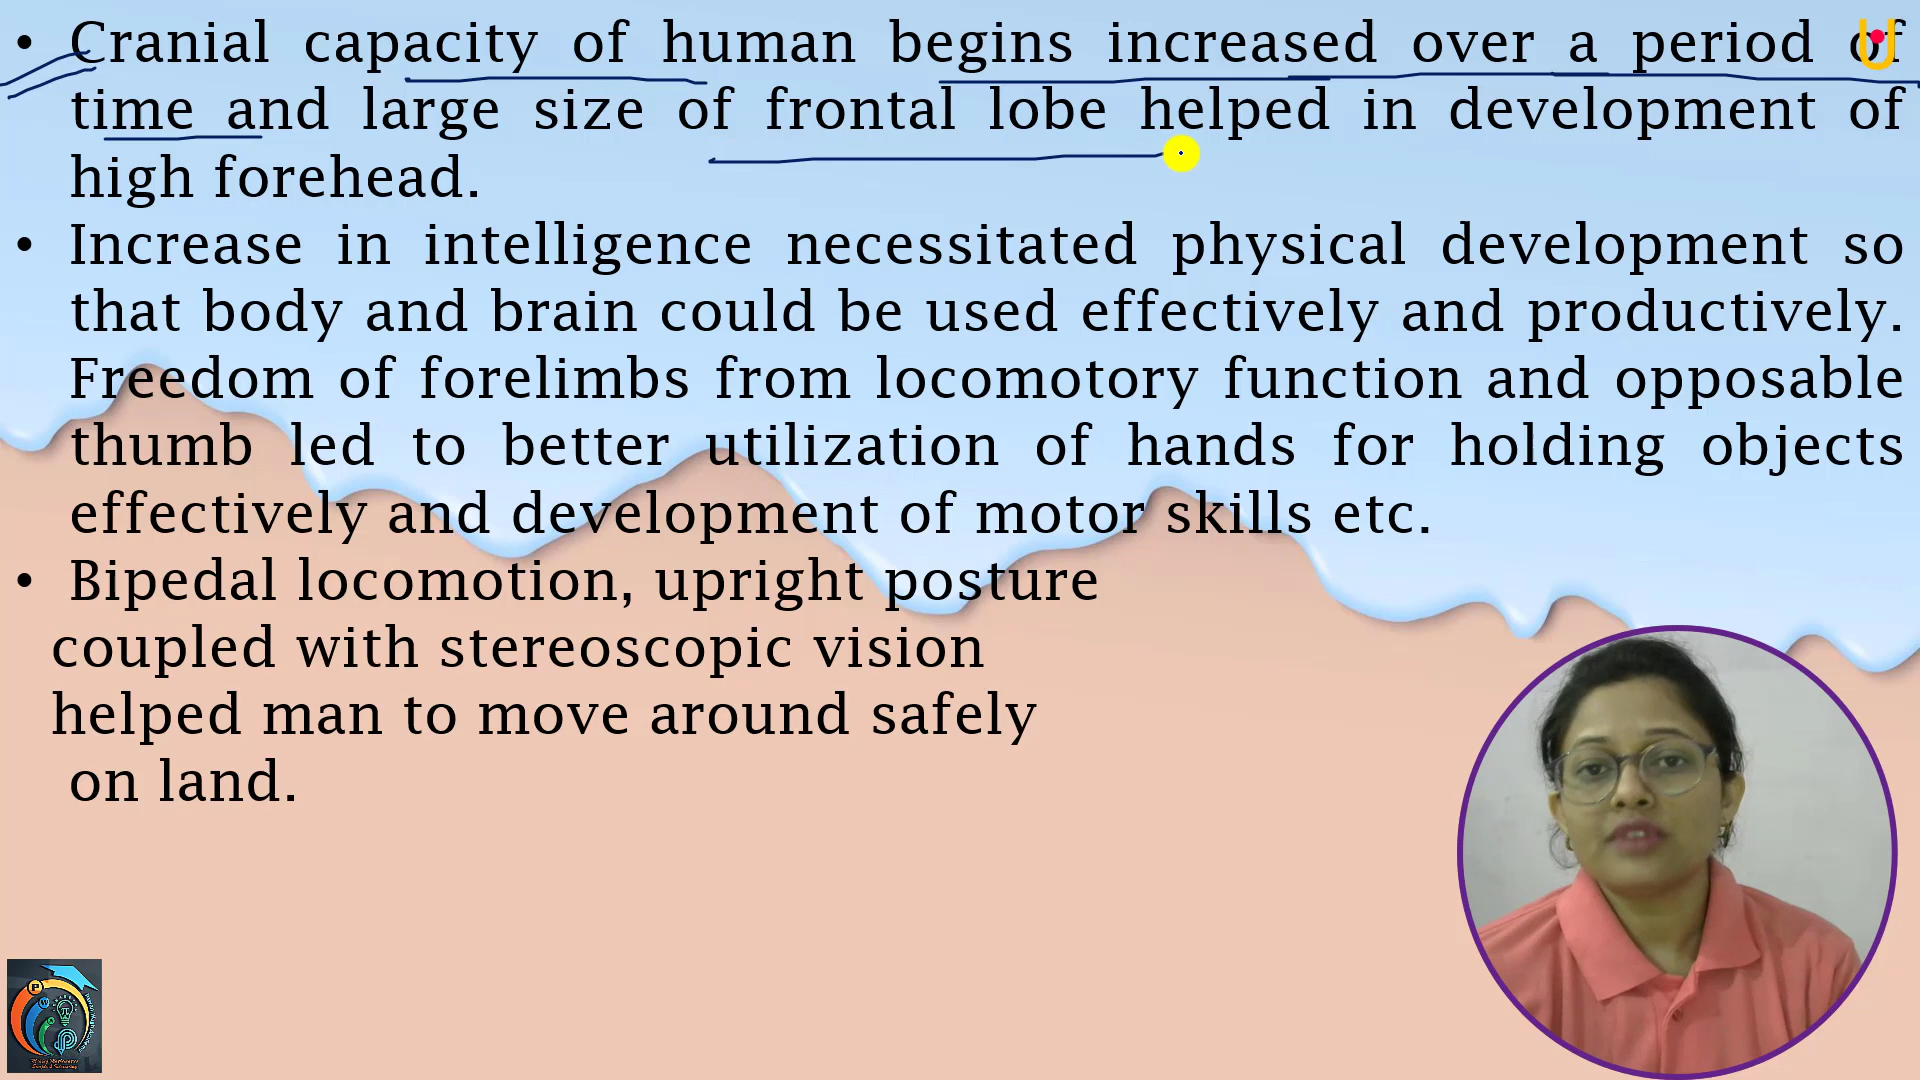 • Cranial capacity of human begins increased over a period of
time and large size of frontal lobe helped in development of
high forehead.
• Increase in intelligence necessitated physical development so
that body and brain could be used effectively and productively.
Freedom of forelimbs from locomotory function and opposable
thumb led to better utilization of hands for holding objects
effectively and development of motor skills etc.
• Bipedal locomotion, upright posture
coupled with stereoscopic vision
helped man to move around safely
on land.